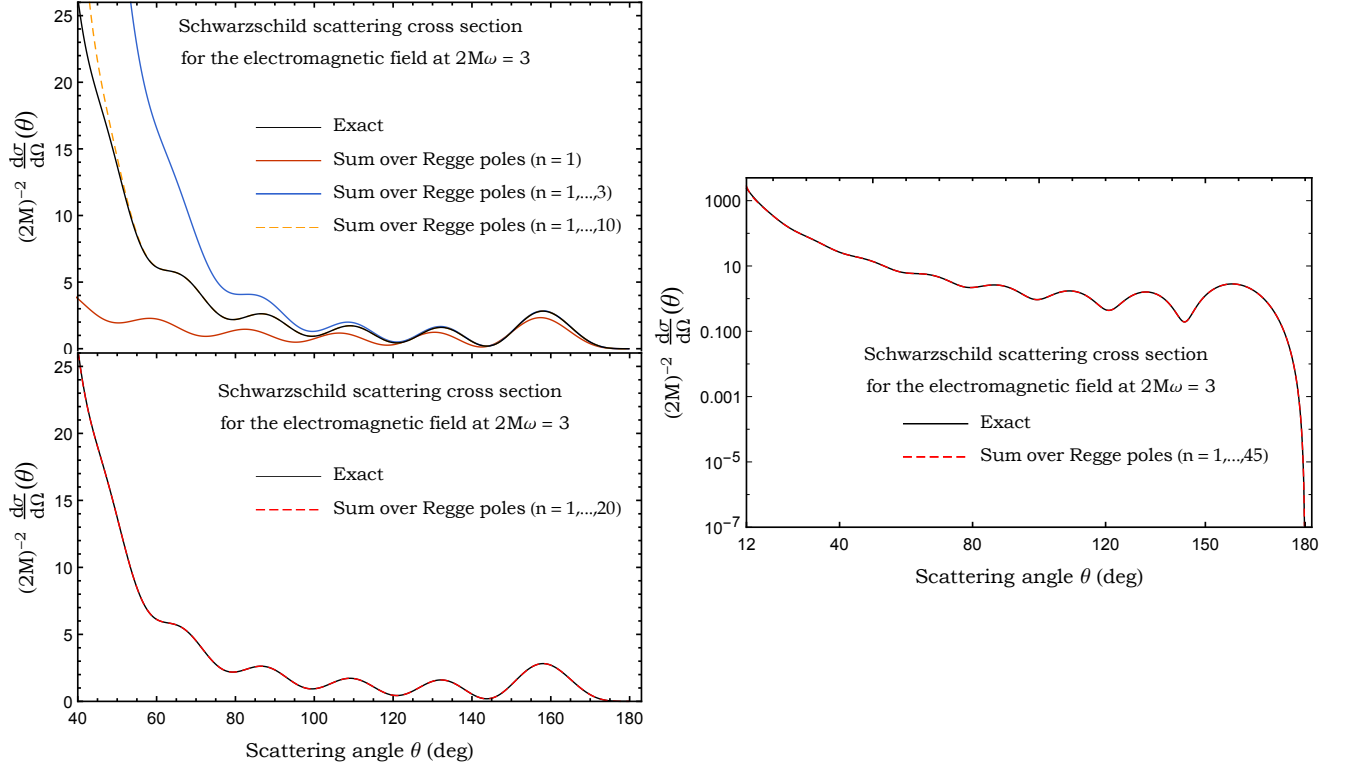 Schwarzschild scattering cross section
for the electromagnetic field at 2Mω = 3
Exact
Sum over Regge poles (n = 1)
Sum over Regge poles (n = 1,...,3)
Sum over Regge poles (n = 1,...,10)
(2M)⁻² dσ/dΩ(θ)
25
20
15
10
5
0
Schwarzschild scattering cross section
for the electromagnetic field at 2Mω = 3
Exact
Sum over Regge poles (n = 1,...,20)
(2M)⁻² dσ/dΩ(θ)
25
20
15
10
5
0
40 60 80 100 120 140 160 180
Scattering angle θ (deg)
(2M)⁻² dσ/dΩ(θ)
1000
10
0.100
0.001
10⁻⁵
10⁻⁷
Schwarzschild scattering cross section
for the electromagnetic field at 2Mω = 3
Exact
Sum over Regge poles (n = 1,...,45)
12 40 80 120 150 180
Scattering angle θ (deg)